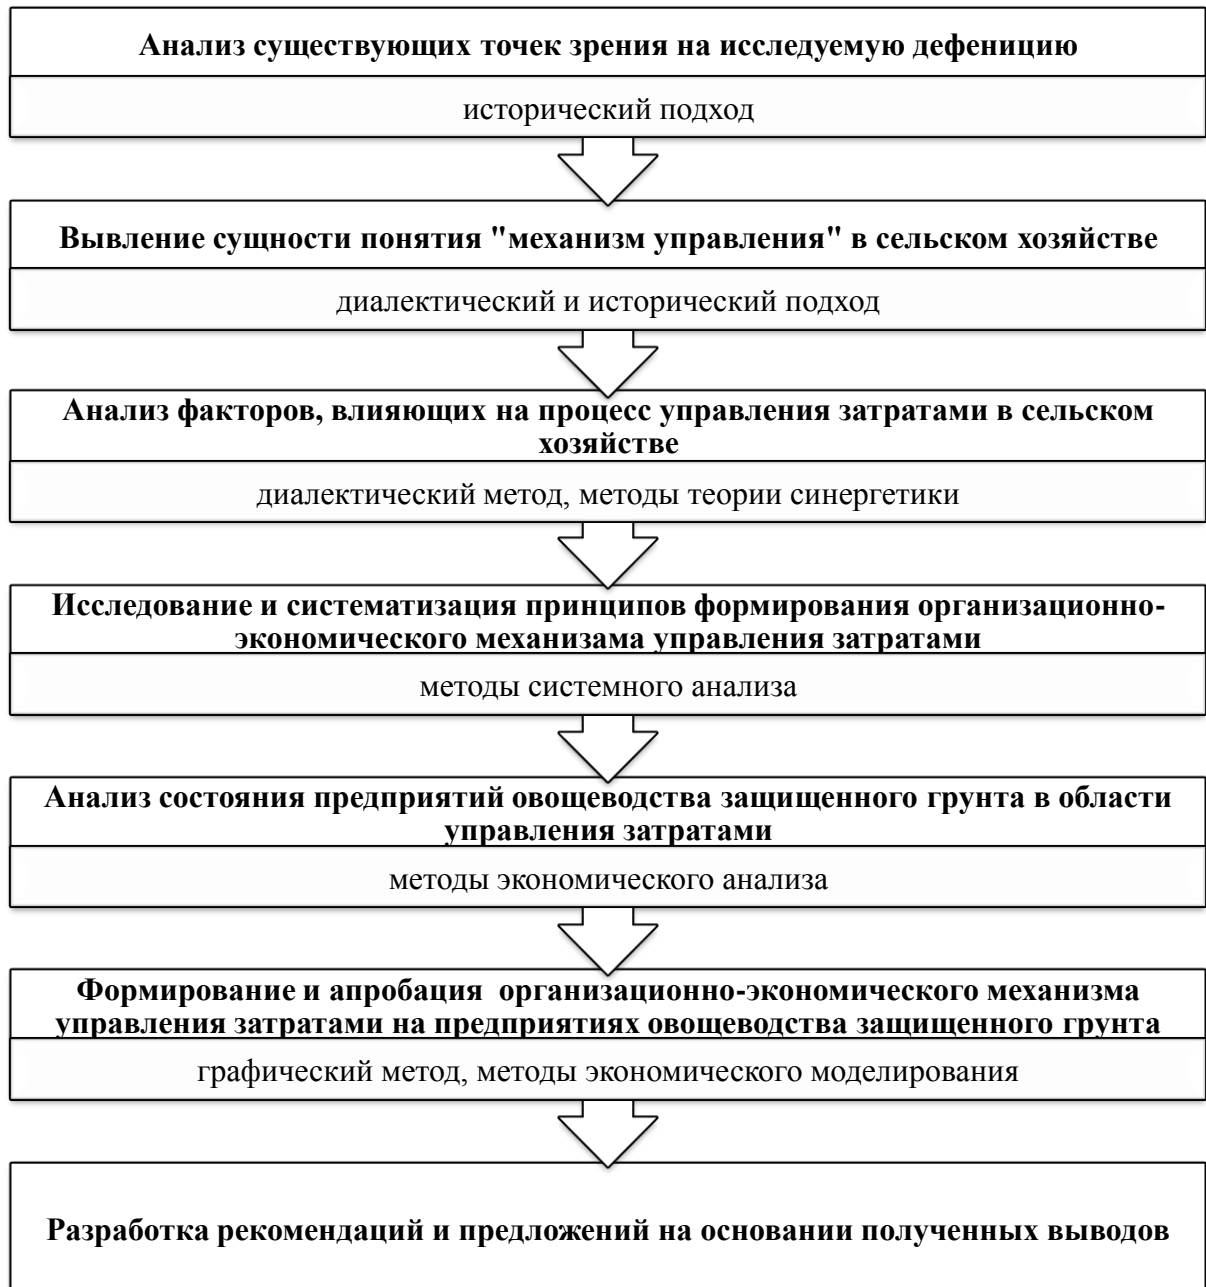 Анализ существующих точек зрения на исследуемую дефеницию
исторический подход
Вывление сущности понятия "механизм управления" в сельском хозяйстве
диалектический и исторический подход
Анализ факторов, влияющих на процесс управления затратами в сельском
хозяйстве
диалектический метод, методы теории синергетики
Исследование и систематизация принципов формирования организационно-
экономического механизама управления затратами
методы системного анализа
Анализ состояния предприятий овощеводства защищенного грунта в области
управления затратами
методы экономического анализа
Формирование и апробация  организационно-экономического механизма
управления затратами на предприятиях овощеводства защищенного грунта
графический метод, методы экономического моделирования
Разработка рекомендаций и предложений на основании полученных выводов